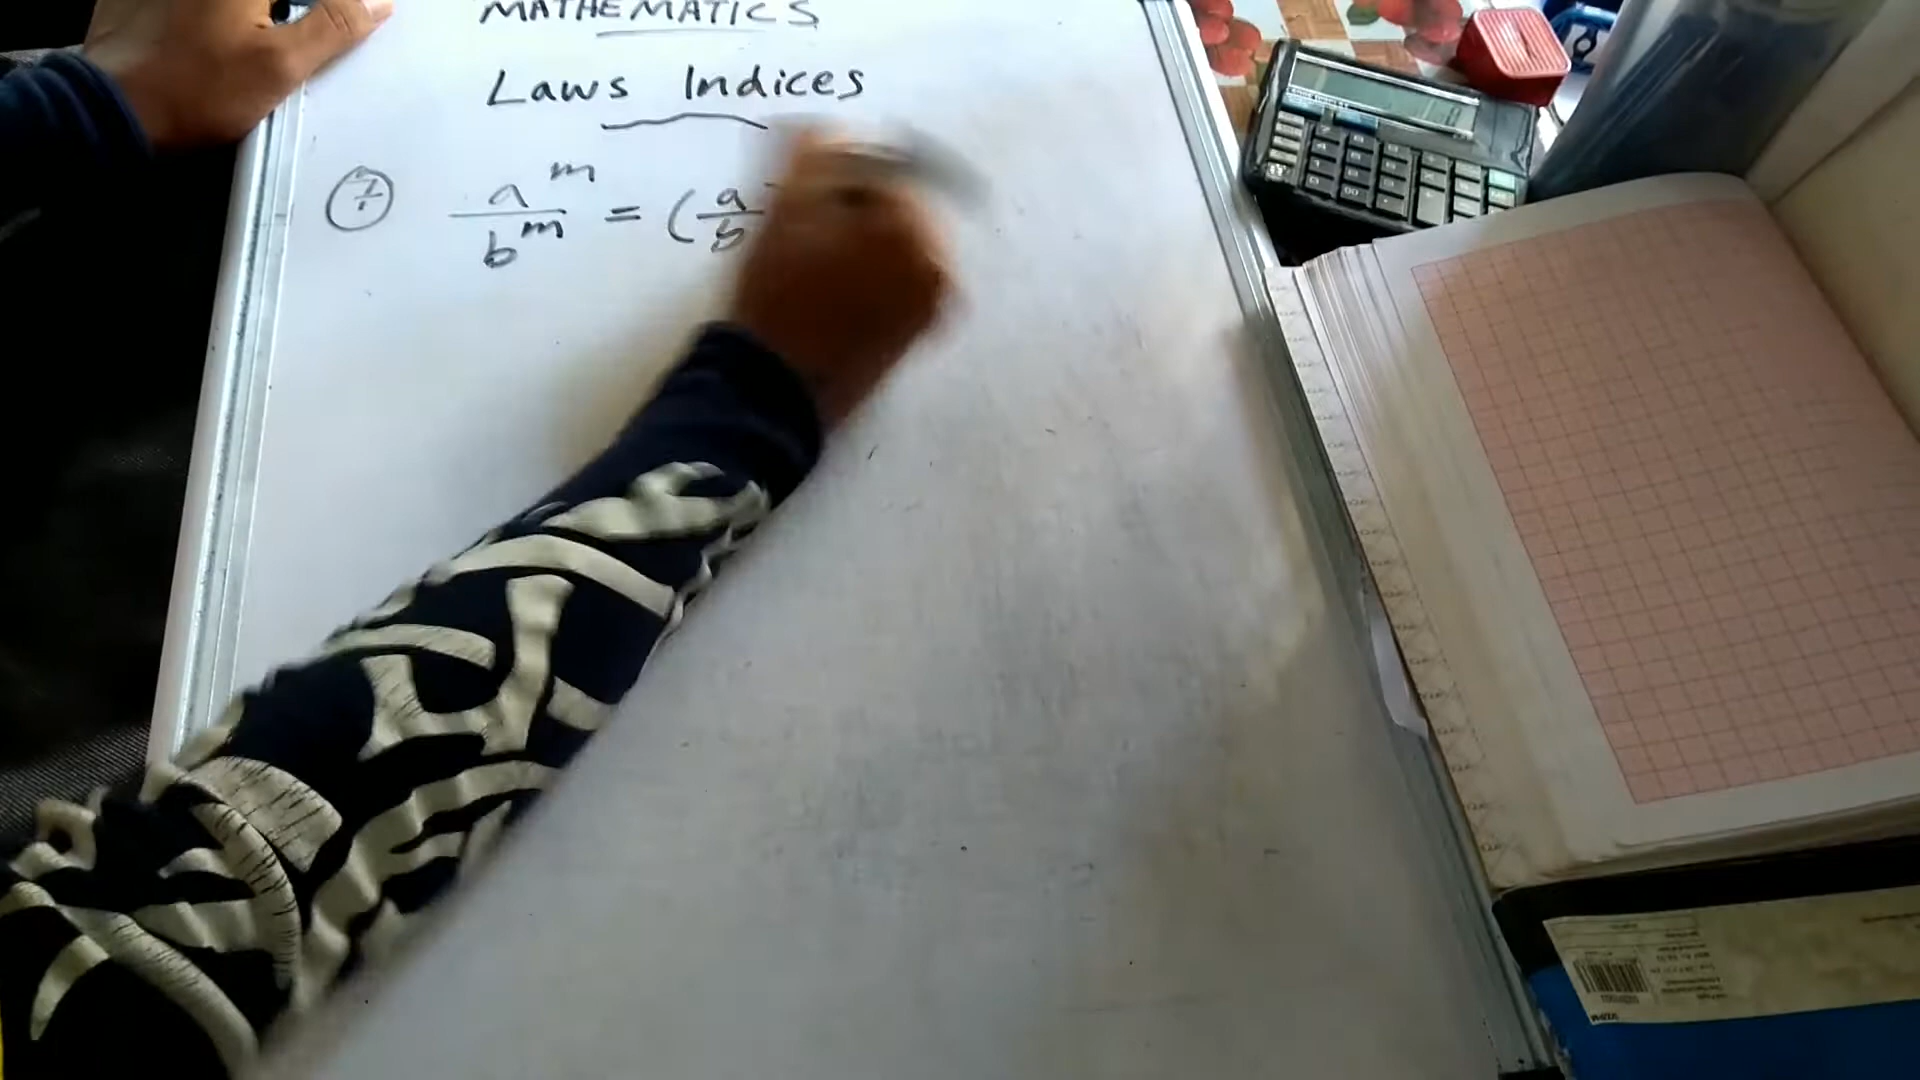 MATHEMATICS
Laws Indices
7 a^m / b^m = (a/b